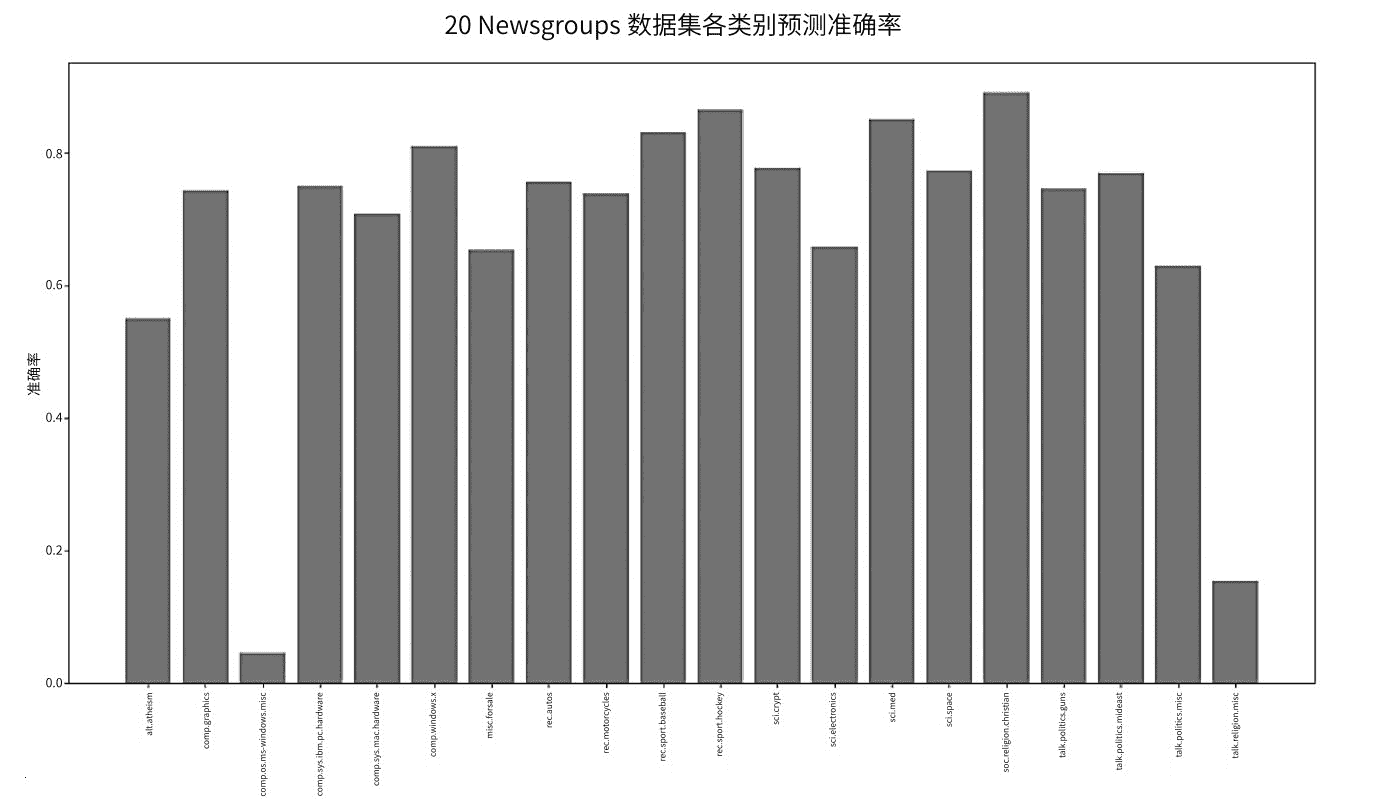 20 Newsgroups 数据集各类别预测准确率
准确率
0.8
0.6
0.4
0.2
0.0
alt.atheism
comp.graphics
comp.os.ms-windows.misc
comp.sys.ibm.pc.hardware
comp.sys.mac.hardware
comp.windows.x
misc.forsale
rec.autos
rec.motorcycles
rec.sport.baseball
rec.sport.hockey
sci.crypt
sci.electronics
sci.med
sci.space
soc.religion.christian
talk.politics.guns
talk.politics.mideast
talk.politics.misc
talk.religion.misc